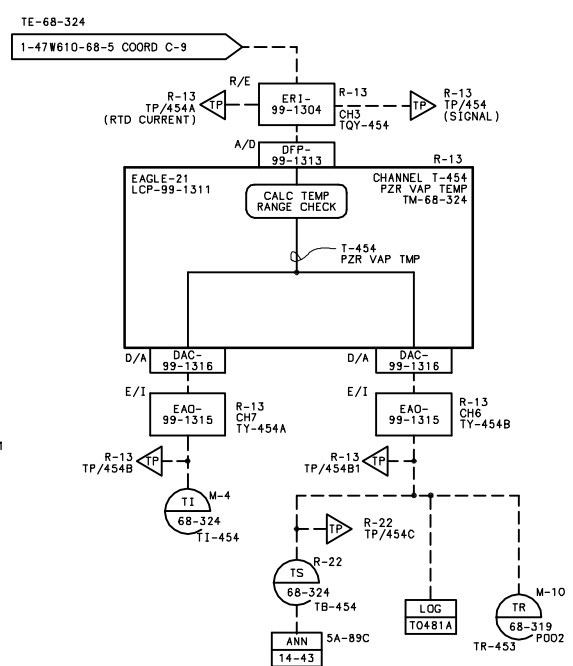 TE-68-324
1-47W610-68-5 COORD C-9
R/E
R-13
TP/454A
(RTD CURRENT)
TP
ERI-
99-1304
R-13
CH3
TQY-454
TP
R-13
TP/454
(SIGNAL)
A/D
DFP-
99-1313
R-13
EAGLE-21
LCP-99-1311
CHANNEL T-454
PZR VAP TEMP
TM-68-324
CALC TEMP
RANGE CHECK
T-454
PZR VAP TMP
D/A
DAC-
99-1316
D/A
DAC-
99-1316
E/I
EAO-
99-1315
R-13
CH7
TY-454A
E/I
EAO-
99-1315
R-13
CH6
TY-454B
R-13
TP/454B
TP
R-13
TP/454B1
TP
TI
68-324
M-4
TI-454
TP
R-22
TP/454C
TS
68-324
R-22
TB-454
LOG
T0481A
TR
68-319
M-10
P002
TR-453
ANN
14-43
5A-89C